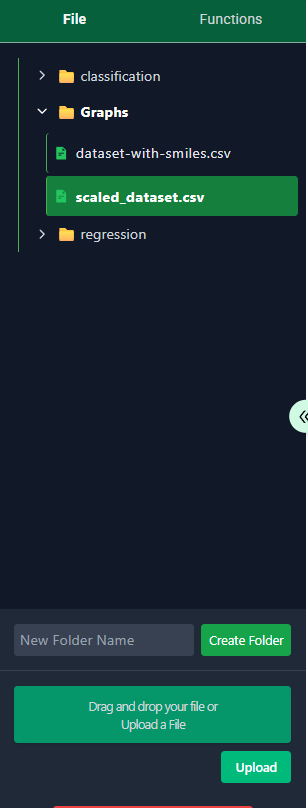 File Functions
classification
Graphs
dataset-with-smiles.csv
scaled_dataset.csv
regression
New Folder Name Create Folder
Drag and drop your file or
Upload a File
Upload